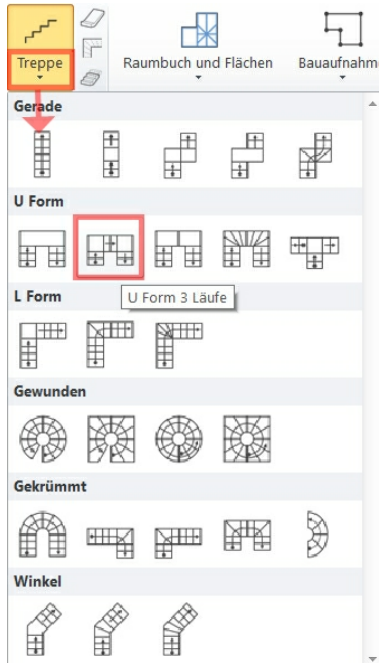 Treppe
Raumbuch und Flächen
Bauaufnahm
Gerade
U Form
U Form 3 Läufe
L Form
Gewunden
Gekrümmt
Winkel